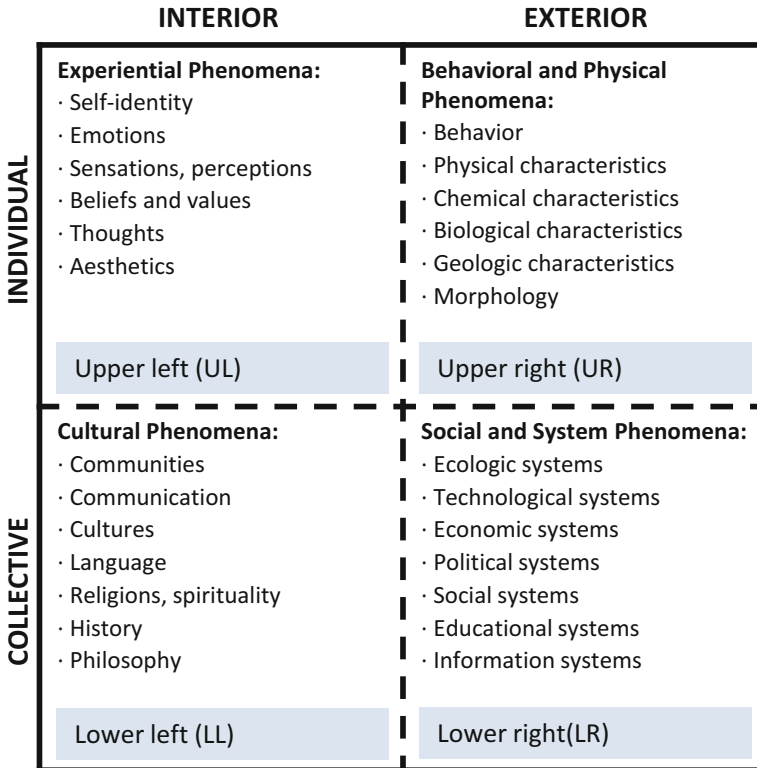 INTERIOR
EXTERIOR
INDIVIDUAL
Experiential Phenomena:
· Self-identity
· Emotions
· Sensations, perceptions
· Beliefs and values
· Thoughts
· Aesthetics
Upper left (UL)
Behavioral and Physical
Phenomena:
· Behavior
· Physical characteristics
· Chemical characteristics
· Biological characteristics
· Geologic characteristics
· Morphology
Upper right (UR)
COLLECTIVE
Cultural Phenomena:
· Communities
· Communication
· Cultures
· Language
· Religions, spirituality
· History
· Philosophy
Lower left (LL)
Social and System Phenomena:
· Ecologic systems
· Technological systems
· Economic systems
· Political systems
· Social systems
· Educational systems
· Information systems
Lower right(LR)